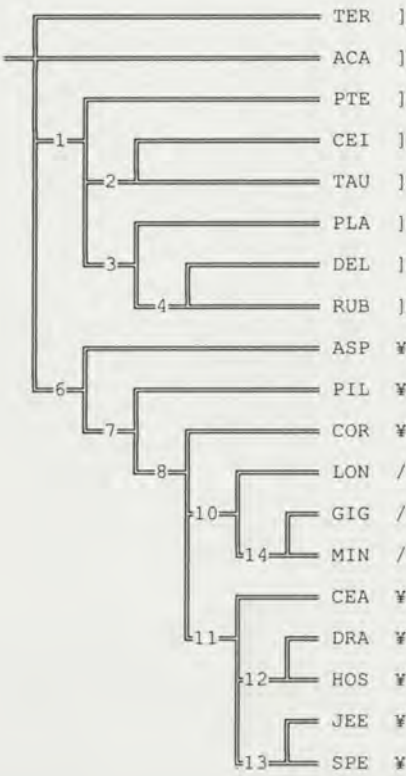 TER ]
ACA ]
PTE ]
1
CEI ]
2
TAU ]
PLA ]
3
DEL ]
4
RUB ]
ASP ¥
6
PIL ¥
7
COR ¥
8
LON /
10
GIG /
14
MIN /
CEA ¥
11
DRA ¥
12
HOS ¥
JEE ¥
13
SPE ¥